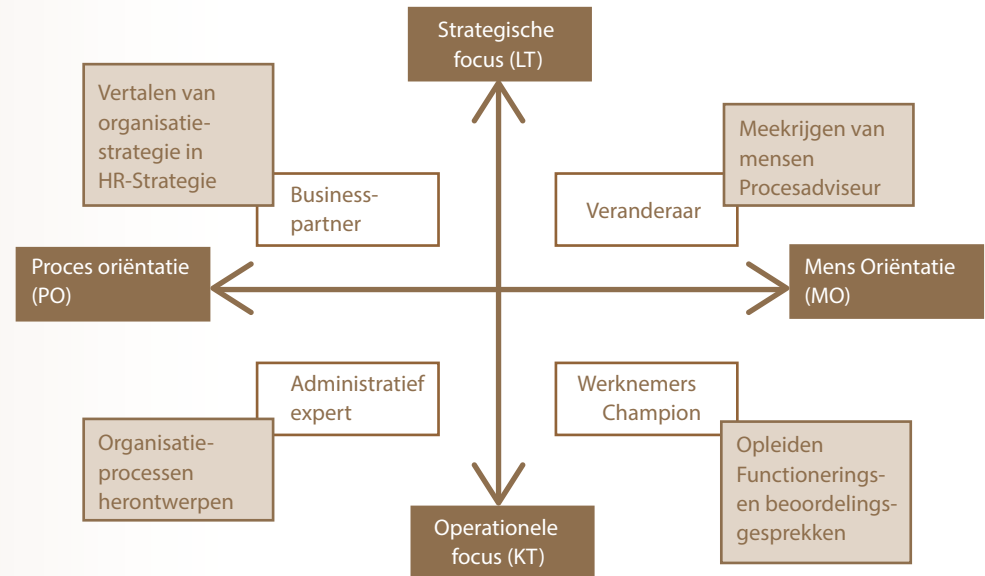 Strategische
focus (LT)
Vertalen van
organisatie-
strategie in
HR-Strategie
Business-
partner
Meekrijgen van
mensen
Procesadviseur
Veranderaar
Proces oriëntatie
(PO)
Mens Oriëntatie
(MO)
Administratief
expert
Organisatie-
processen
herontwerpen
Werknemers
Champion
Opleiden
Functionerings-
en beoordelings-
gesprekken
Operationele
focus (KT)